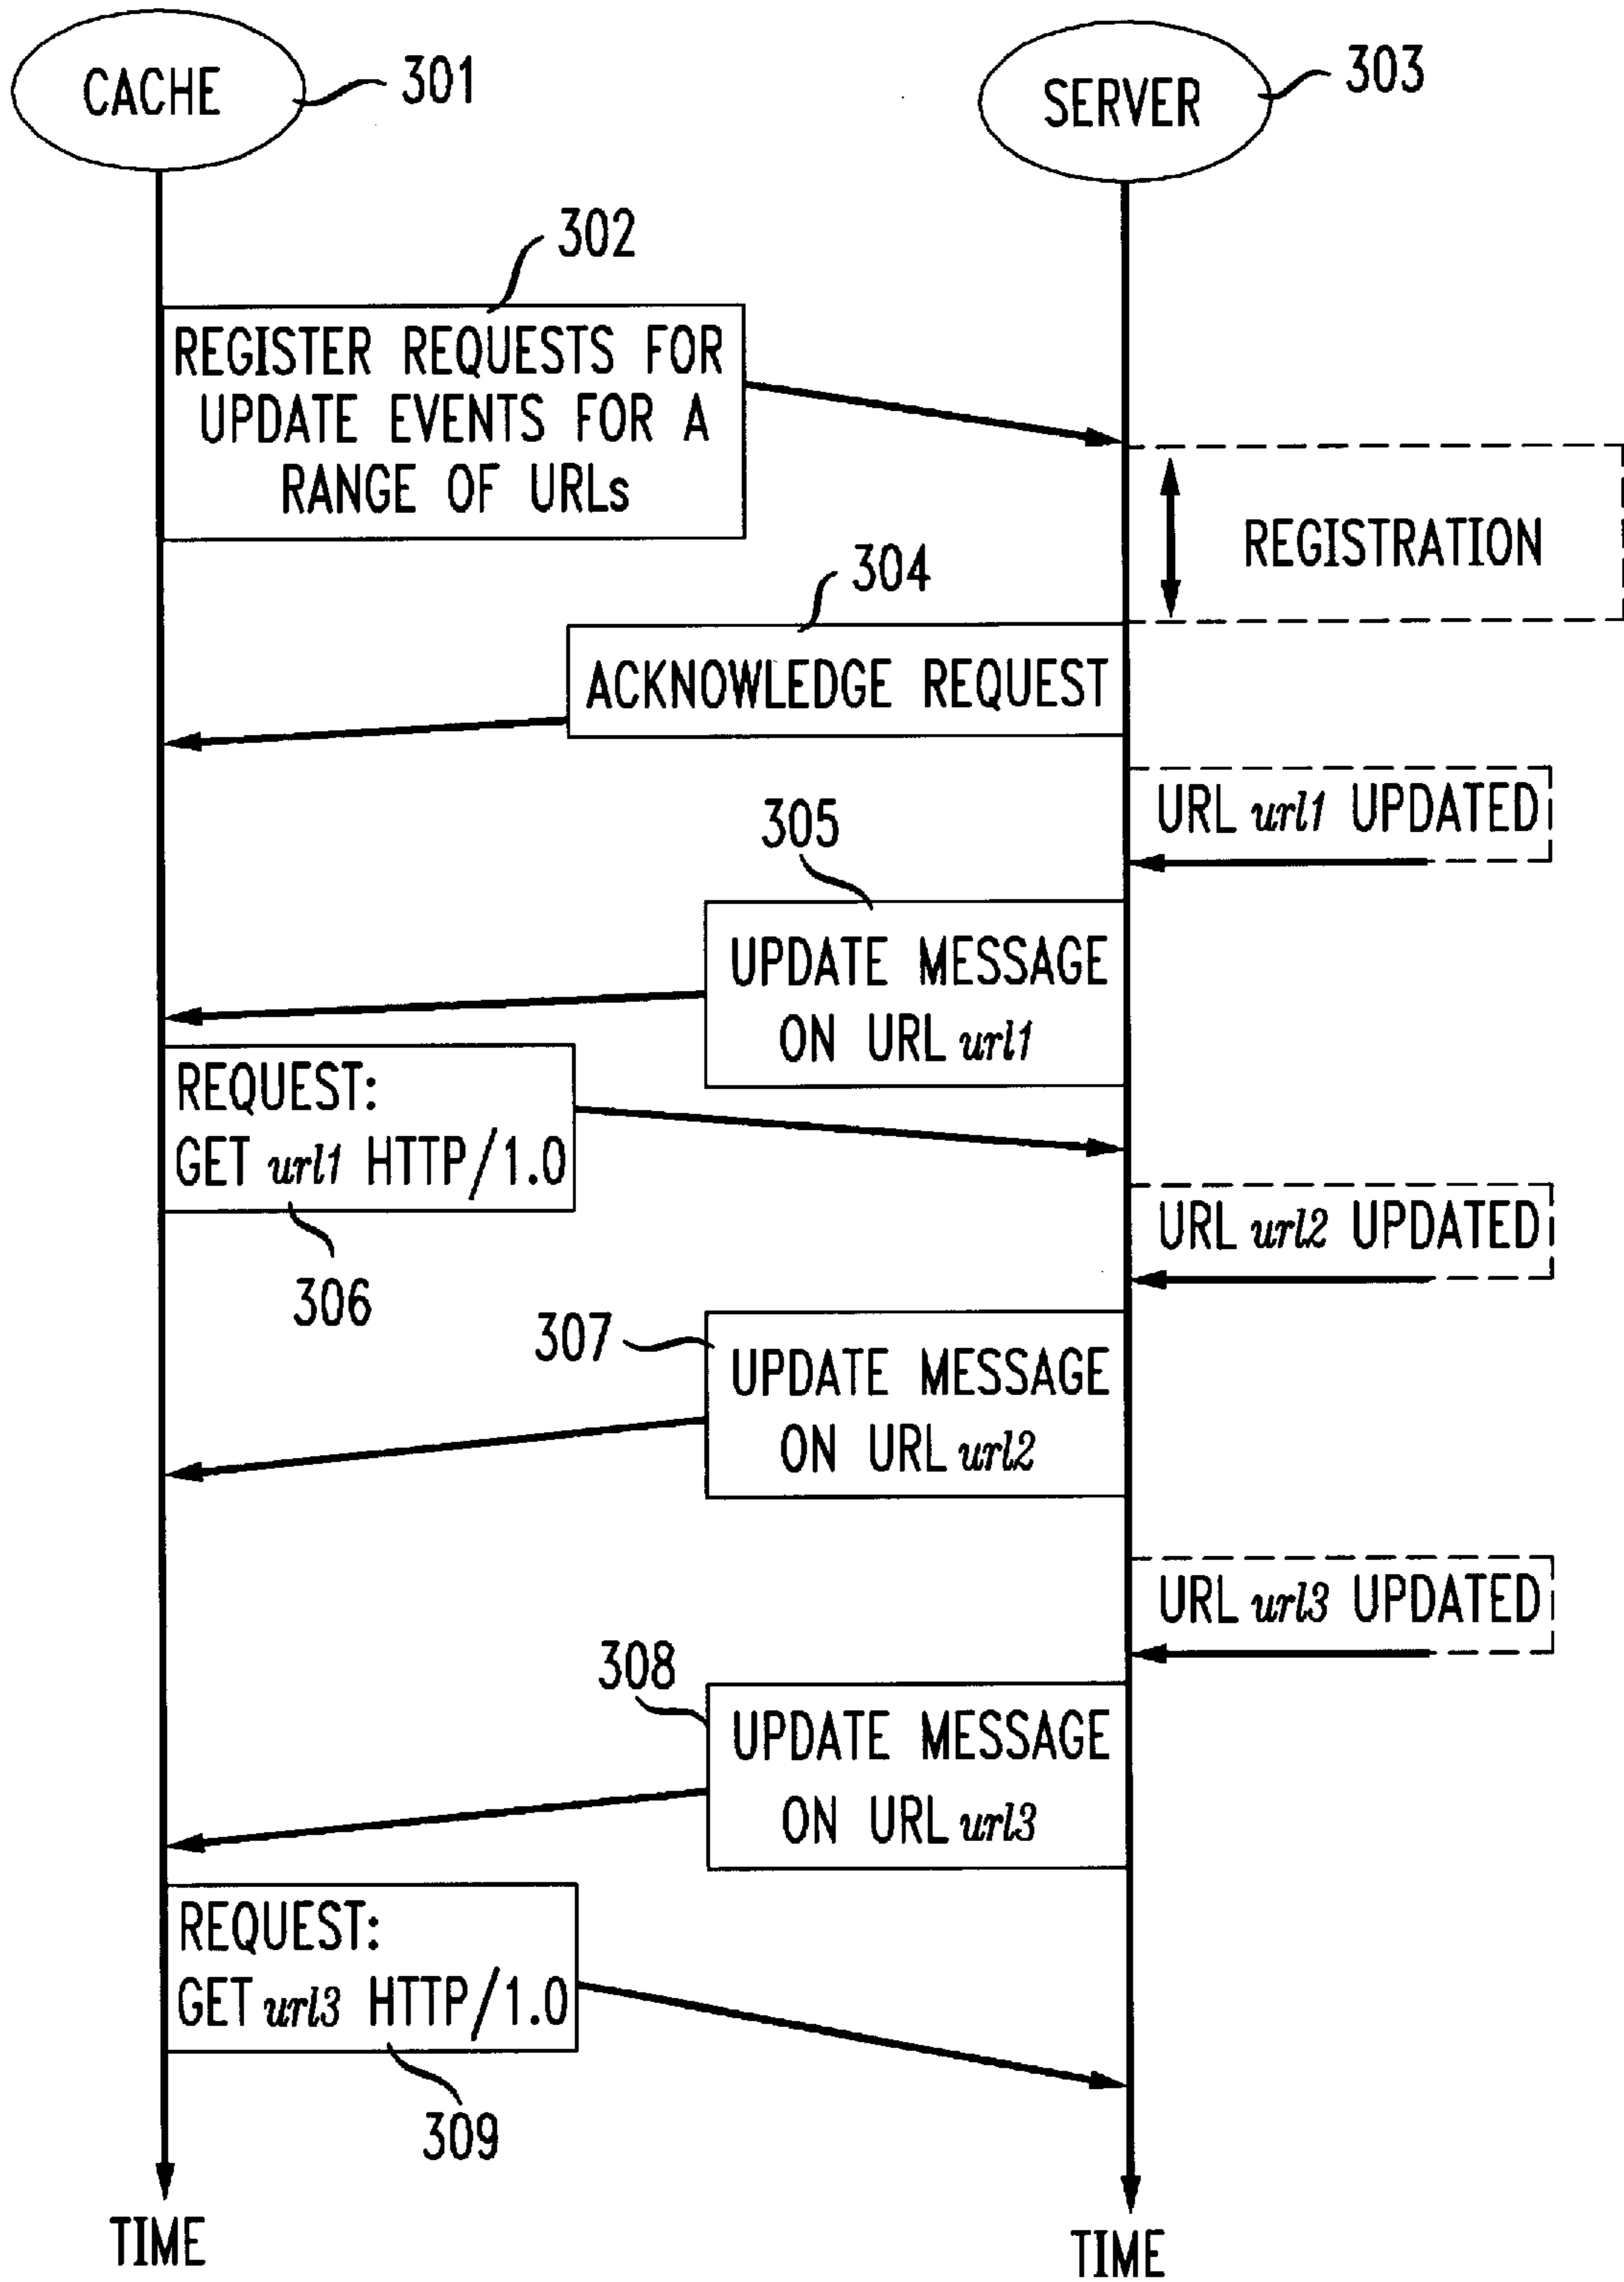 CACHE
301
SERVER
303
302
REGISTER REQUESTS FOR
UPDATE EVENTS FOR A
RANGE OF URLs
REGISTRATION
304
ACKNOWLEDGE REQUEST
URL url1 UPDATED
305
UPDATE MESSAGE
ON URL url1
REQUEST:
GET url1 HTTP/1.0
306
URL url2 UPDATED
307
UPDATE MESSAGE
ON URL url2
URL url3 UPDATED
308
UPDATE MESSAGE
ON URL url3
REQUEST:
GET url3 HTTP/1.0
309
TIME
TIME